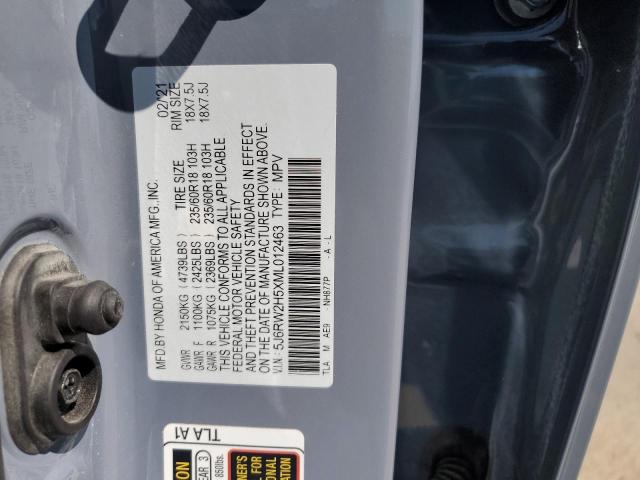 MFD.BY HONDA OF AMERICA MFG.,INC. 02/21
TIRE SIZE RIM SIZE
GVWR 2150KG ( 4739LBS )
GAWR F 1100KG ( 2425LBS ) 235/60R18 103H 18X7.5J
GAWR R 1075KG ( 2369LBS ) 235/60R18 103H 18X7.5J
THIS VEHICLE CONFORMS TO ALL APPLICABLE
FEDERAL MOTOR VEHICLE SAFETY
AND THEFT PREVENTION STANDARDS IN EFFECT
ON THE DATE OF MANUFACTURE SHOWN ABOVE.
V.I.N: 5J6RW2H5XML012463 TYPE: MPV
TLA M AE9 NH877P - A - L
TLA A1
850lbs.